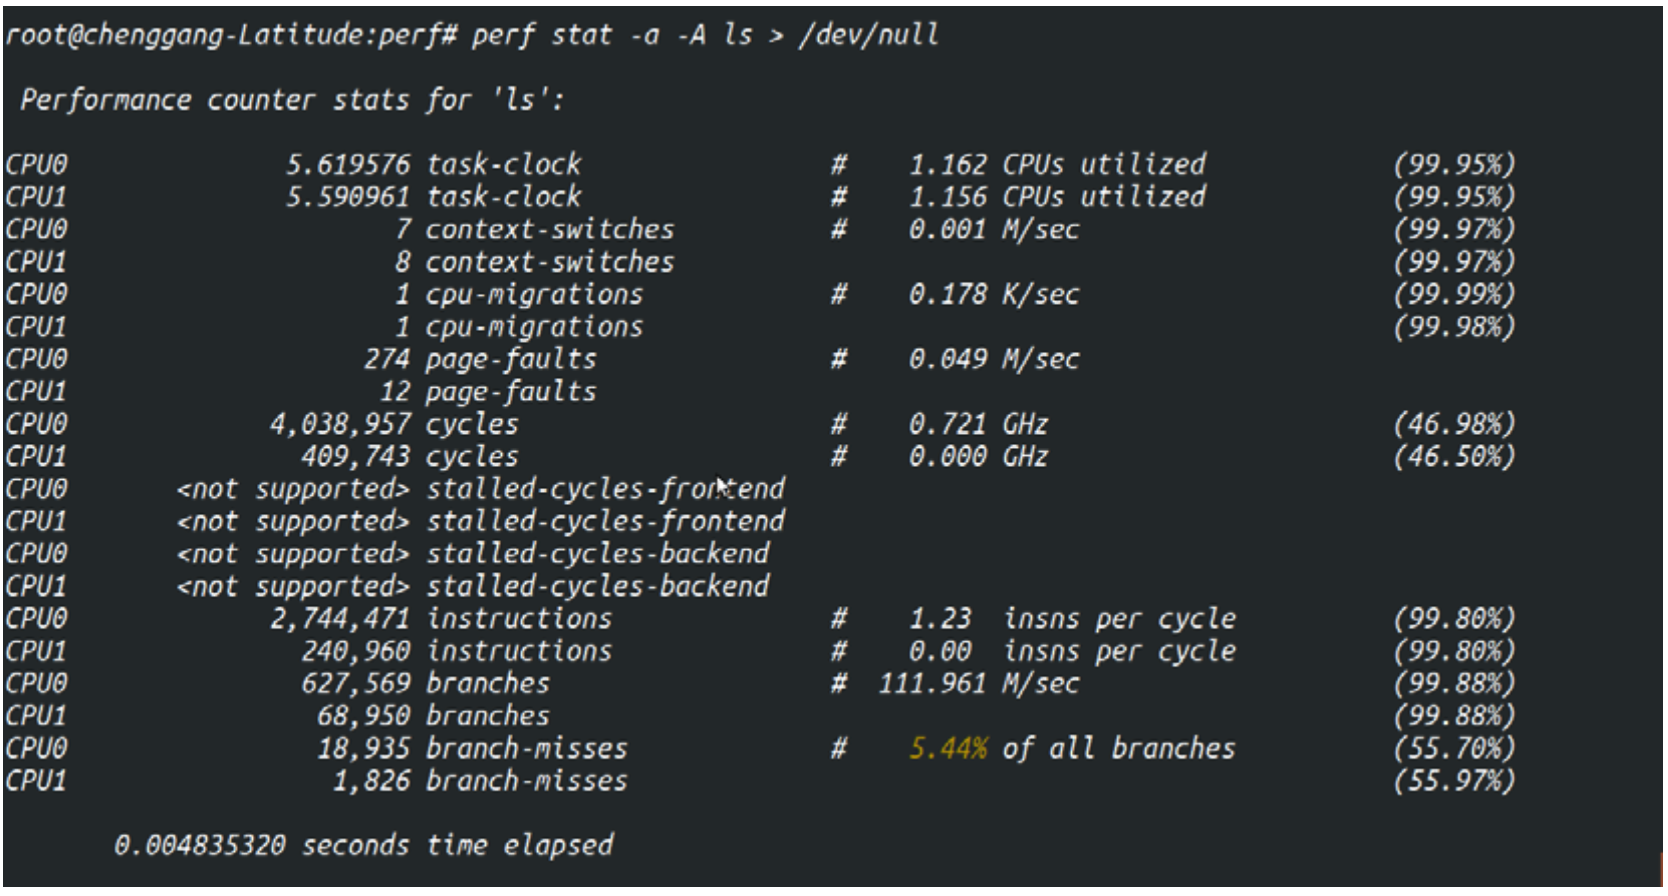 root@chenggang-Latitude:perf# perf stat -a -A ls > /dev/null
Performance counter stats for 'ls':
CPU0 5.619576 task-clock # 1.162 CPUs utilized (99.95%)
CPU1 5.590961 task-clock # 1.156 CPUs utilized (99.95%)
CPU0 7 context-switches # 0.001 M/sec (99.97%)
CPU1 8 context-switches (99.97%)
CPU0 1 cpu-migrations # 0.178 K/sec (99.99%)
CPU1 1 cpu-migrations (99.98%)
CPU0 274 page-faults # 0.049 M/sec
CPU1 12 page-faults
CPU0 4,038,957 cycles # 0.721 GHz (46.98%)
CPU1 409,743 cycles # 0.000 GHz (46.50%)
CPU0 <not supported> stalled-cycles-frontend
CPU1 <not supported> stalled-cycles-frontend
CPU0 <not supported> stalled-cycles-backend
CPU1 <not supported> stalled-cycles-backend
CPU0 2,744,471 instructions # 1.23 insns per cycle (99.80%)
CPU1 240,960 instructions # 0.00 insns per cycle (99.80%)
CPU0 627,569 branches # 111.961 M/sec (99.88%)
CPU1 68,950 branches (99.88%)
CPU0 18,935 branch-misses # 5.44% of all branches (55.70%)
CPU1 1,826 branch-misses (55.97%)
0.004835320 seconds time elapsed